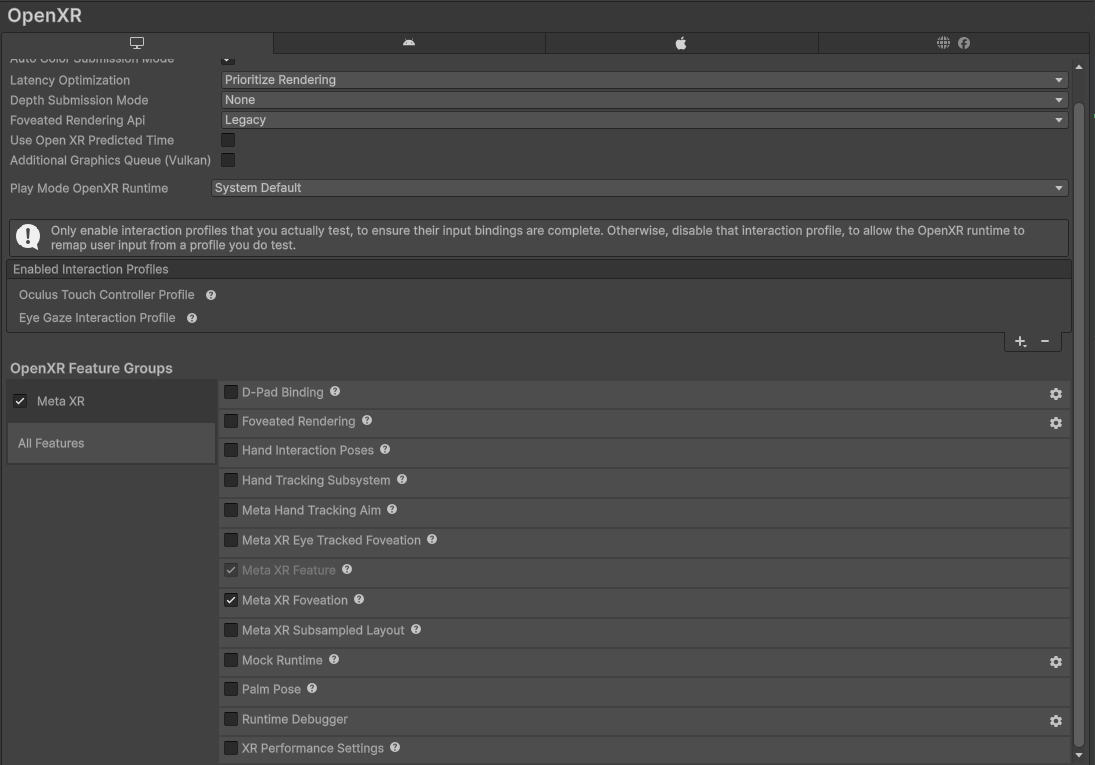 OpenXR
Auto Color Submission Mode
Latency Optimization
Prioritize Rendering
Depth Submission Mode
None
Foveated Rendering Api
Legacy
Use Open XR Predicted Time
Additional Graphics Queue (Vulkan)
Play Mode OpenXR Runtime
System Default
Only enable interaction profiles that you actually test, to ensure their input bindings are complete. Otherwise, disable that interaction profile, to allow the OpenXR runtime to
remap user input from a profile you do test.
Enabled Interaction Profiles
Oculus Touch Controller Profile
Eye Gaze Interaction Profile
OpenXR Feature Groups
Meta XR
All Features
D-Pad Binding
Foveated Rendering
Hand Interaction Poses
Hand Tracking Subsystem
Meta Hand Tracking Aim
Meta XR Eye Tracked Foveation
Meta XR Feature
Meta XR Foveation
Meta XR Subsampled Layout
Mock Runtime
Palm Pose
Runtime Debugger
XR Performance Settings